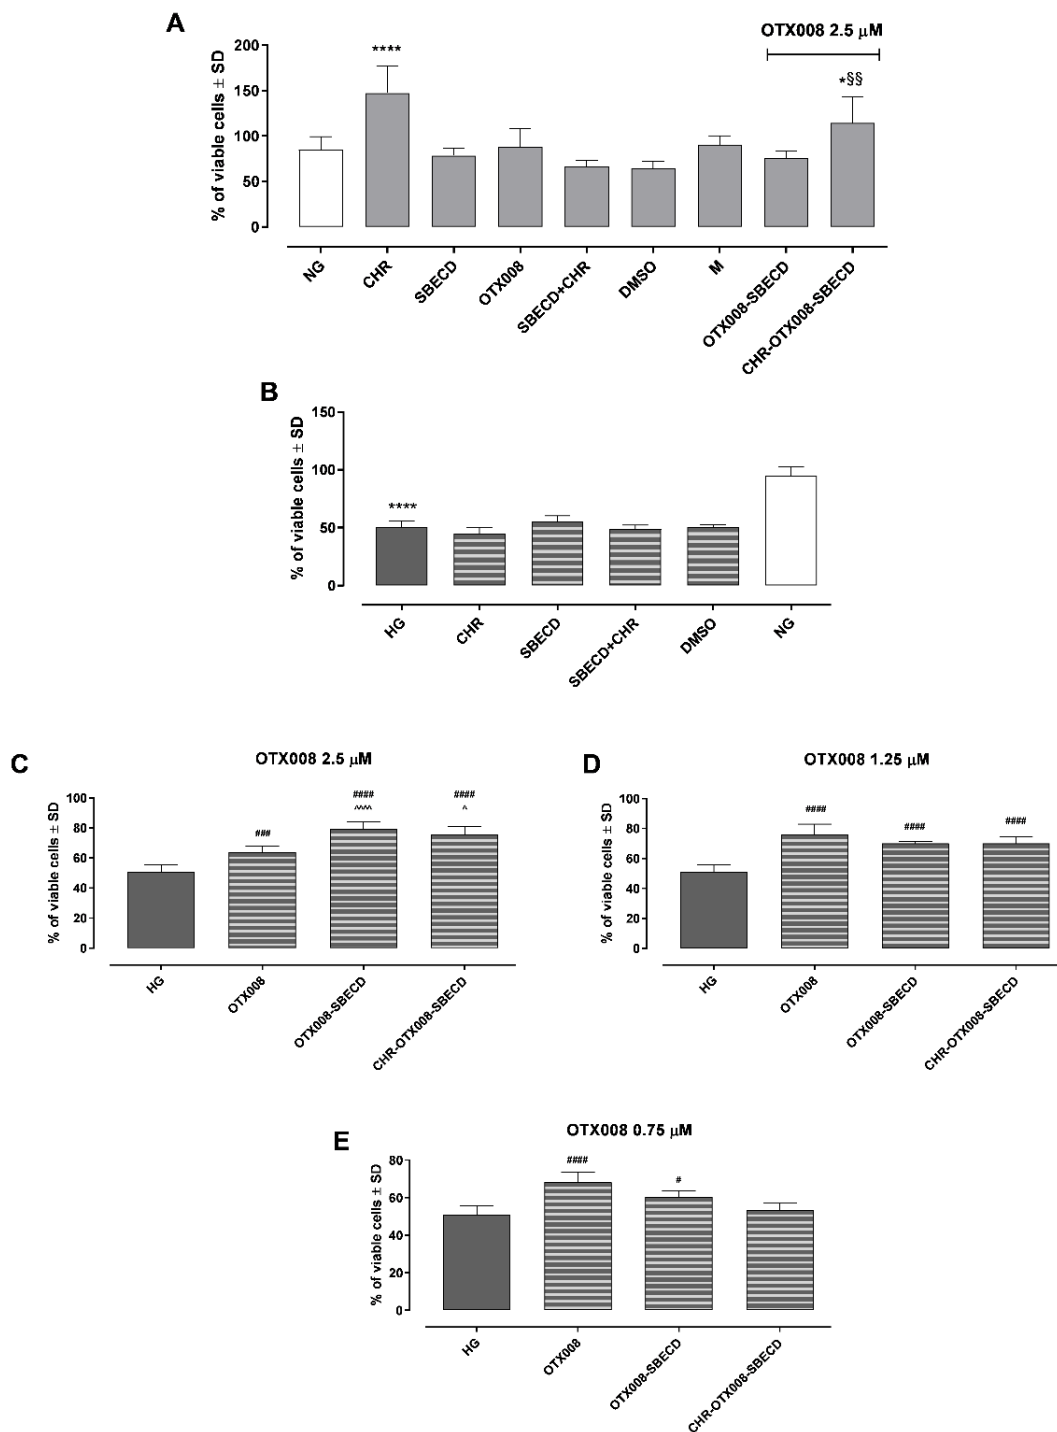 A
OTX008 2.5 μM
% of viable cells ± SD
200
150
100
50
0
****
*§§
NG
CHR
SBECD
OTX008
SBECD+CHR
DMSO
M
OTX008-SBECD
CHR-OTX008-SBECD
B
% of viable cells ± SD
150
100
50
0
****
HG
CHR
SBECD
SBECD+CHR
DMSO
NG
C
OTX008 2.5 μM
% of viable cells ± SD
100
80
60
40
20
0
###
####
^^^^
####
^
HG
OTX008
OTX008-SBECD
CHR-OTX008-SBECD
D
OTX008 1.25 μM
% of viable cells ± SD
100
80
60
40
20
0
####
####
####
HG
OTX008
OTX008-SBECD
CHR-OTX008-SBECD
E
OTX008 0.75 μM
% of viable cells ± SD
80
60
40
20
0
####
#
HG
OTX008
OTX008-SBECD
CHR-OTX008-SBECD